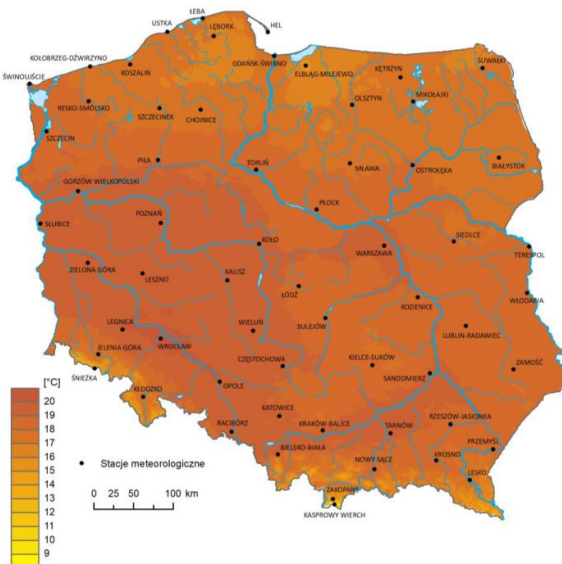 ŁEBA
USTKA
LĘBORK
HEL
KOŁOBRZEG-DŹWIRZYNO
KOSZALIN
GDAŃSK-ŚWIBNO
ELBLĄG-MILEJEWO
KĘTRZYN
SUWAŁKI
ŚWINOUJŚCIE
RESKO-SMÓLSKO
SZCZECINEK
CHOJNICE
OLSZTYN
MIKOŁAJKI
SZCZECIN
PIŁA
TORUŃ
MŁAWA
OSTROŁĘKA
BIAŁYSTOK
GORZÓW WIELKOPOLSKI
PŁOCK
SŁUBICE
POZNAŃ
KOŁO
WARSZAWA
SIEDLCE
TERESPOL
ZIELONA GÓRA
LESZNO
KALISZ
ŁÓDŹ
KOZIENICE
WŁODAWA
LEGNICA
WROCŁAW
WIELUŃ
SULEJÓW
LUBLIN-RADAWIEC
JELENIA GÓRA
ŚNIEŻKA
KŁODZKO
OPOLE
CZĘSTOCHOWA
KIELCE-SUKÓW
SANDOMIERZ
ZAMOŚĆ
KATOWICE
RACIBÓRZ
KRAKÓW-BALICE
TARNÓW
RZESZÓW-JASIONKA
PRZEMYŚL
BIELSKO-BIAŁA
NOWY SĄCZ
KROSNO
LESKO
ZAKOPANE
KASPROWY WIERCH
[°C]
20
19
18
17
16
15
14
13
12
11
10
9
Stacje meteorologiczne
0 25 50 100 km